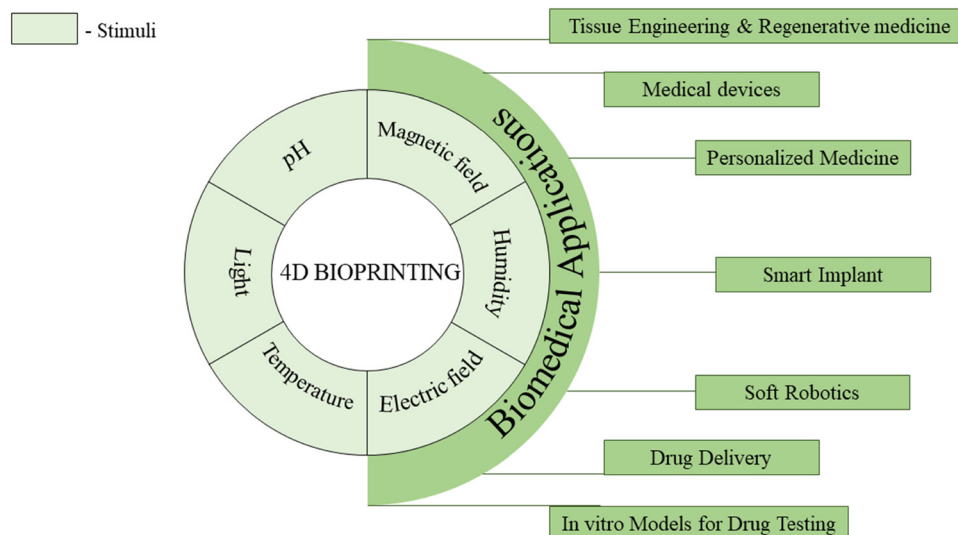 - Stimuli
Tissue Engineering & Regenerative medicine
Medical devices
Personalized Medicine
Smart Implant
Soft Robotics
Drug Delivery
In vitro Models for Drug Testing
Biomedical Applications
pH
Magnetic field
Light
Humidity
Temperature
Electric field
4D BIOPRINTING